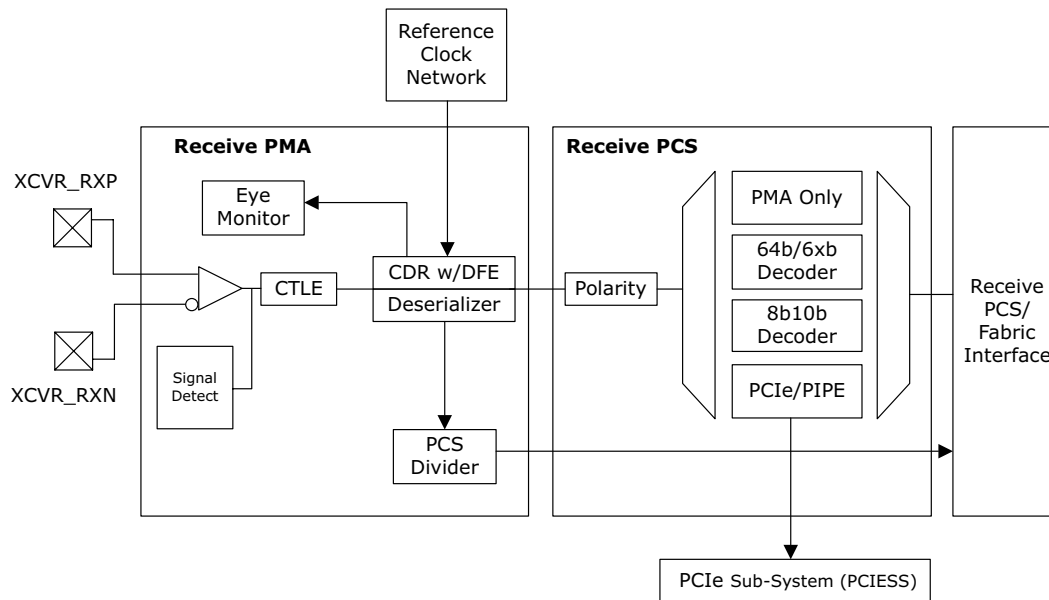 Reference
Clock
Network
Receive PMA
Receive PCS
XCVR_RXP
Eye
Monitor
PMA Only
64b/6xb
Decoder
CDR w/DFE
CTLE
Deserializer
Polarity
8b10b
Decoder
Receive
PCS/
Fabric
Interface
XCVR_RXN
Signal
Detect
PCIe/PIPE
PCS
Divider
PCIe Sub-System (PCIESS)